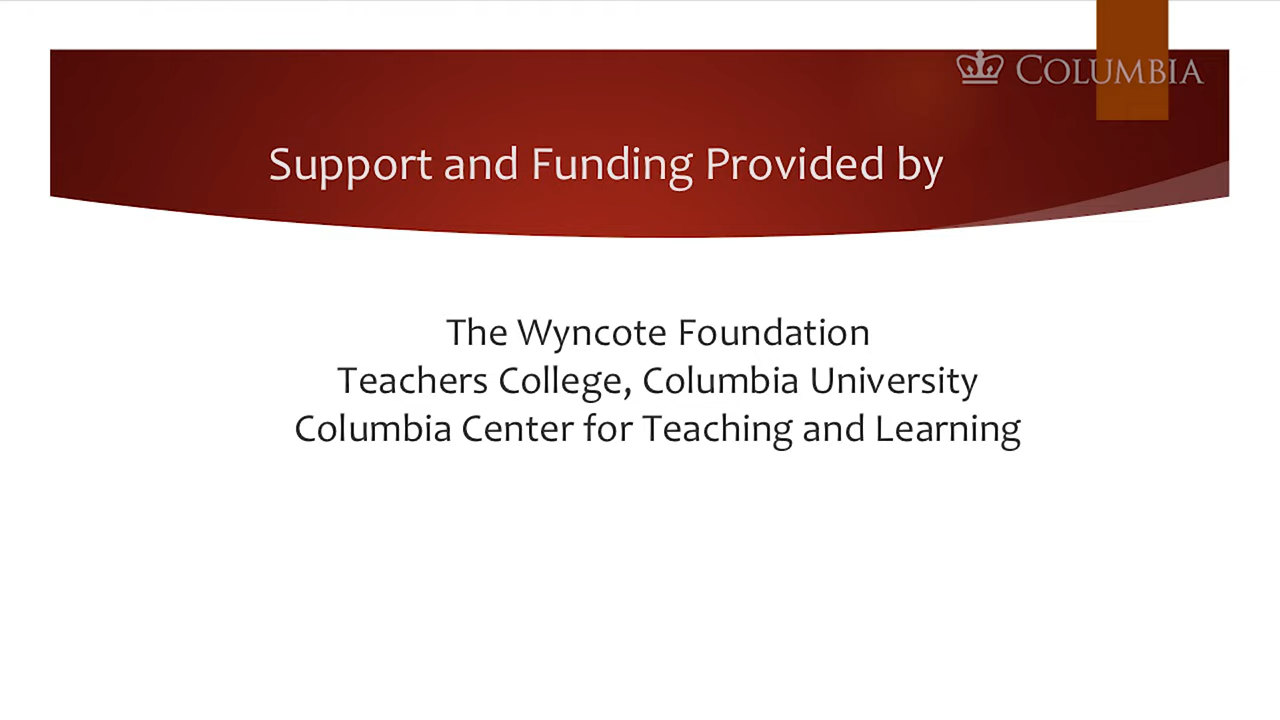 COLUMBIA
Support and Funding Provided by
The Wyncote Foundation
Teachers College, Columbia University
Columbia Center for Teaching and Learning